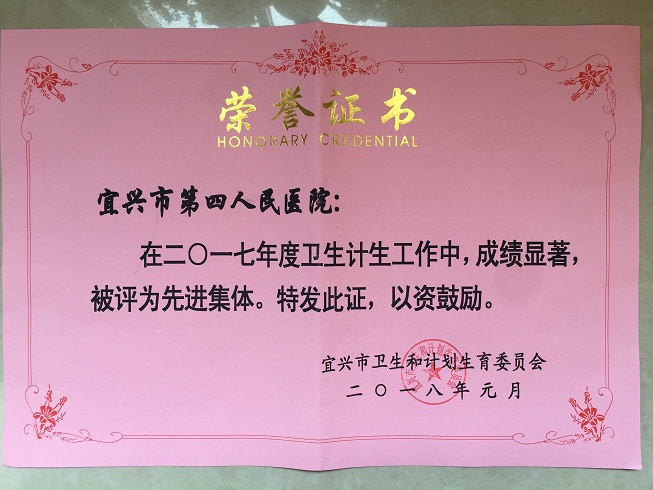 荣誉证书
HONORARY CREDENTIAL
宜兴市第四人民医院:
在二〇一七年度卫生计生工作中,成绩显著,
被评为先进集体。特发此证,以资鼓励。
宜兴市卫生和计划生育委员会
二〇一八年元月